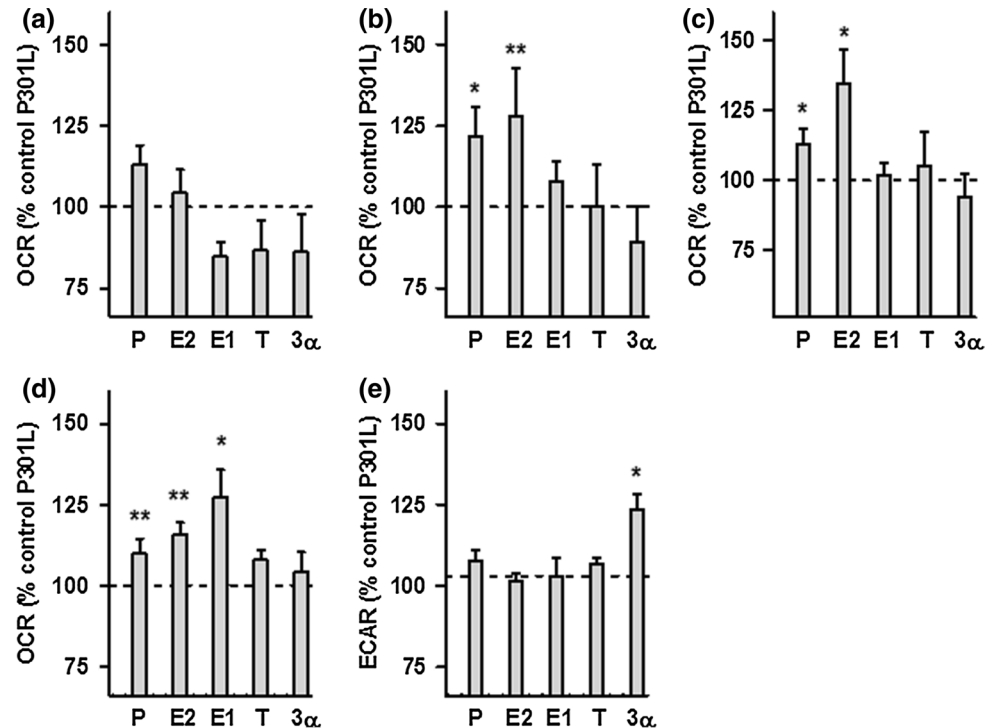 (a)
OCR (% control P301L)
150
125
100
75
P E2 E1 T 3α
(b)
OCR (% control P301L)
150
125
100
75
* **
P E2 E1 T 3α
(c)
OCR (% control P301L)
150
125
100
75
* *
P E2 E1 T 3α
(d)
OCR (% control P301L)
150
125
100
75
** ** *
P E2 E1 T 3α
(e)
ECAR (% control P301L)
150
125
100
75
*
P E2 E1 T 3α